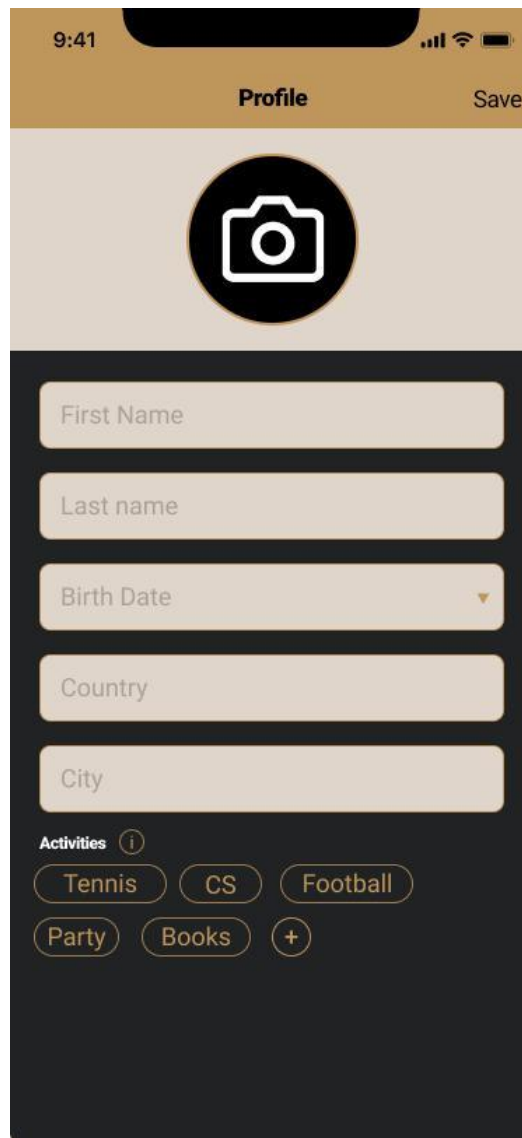 9:41
Profile Save
First Name
Last name
Birth Date
Country
City
Activities i
Tennis CS Football
Party Books +